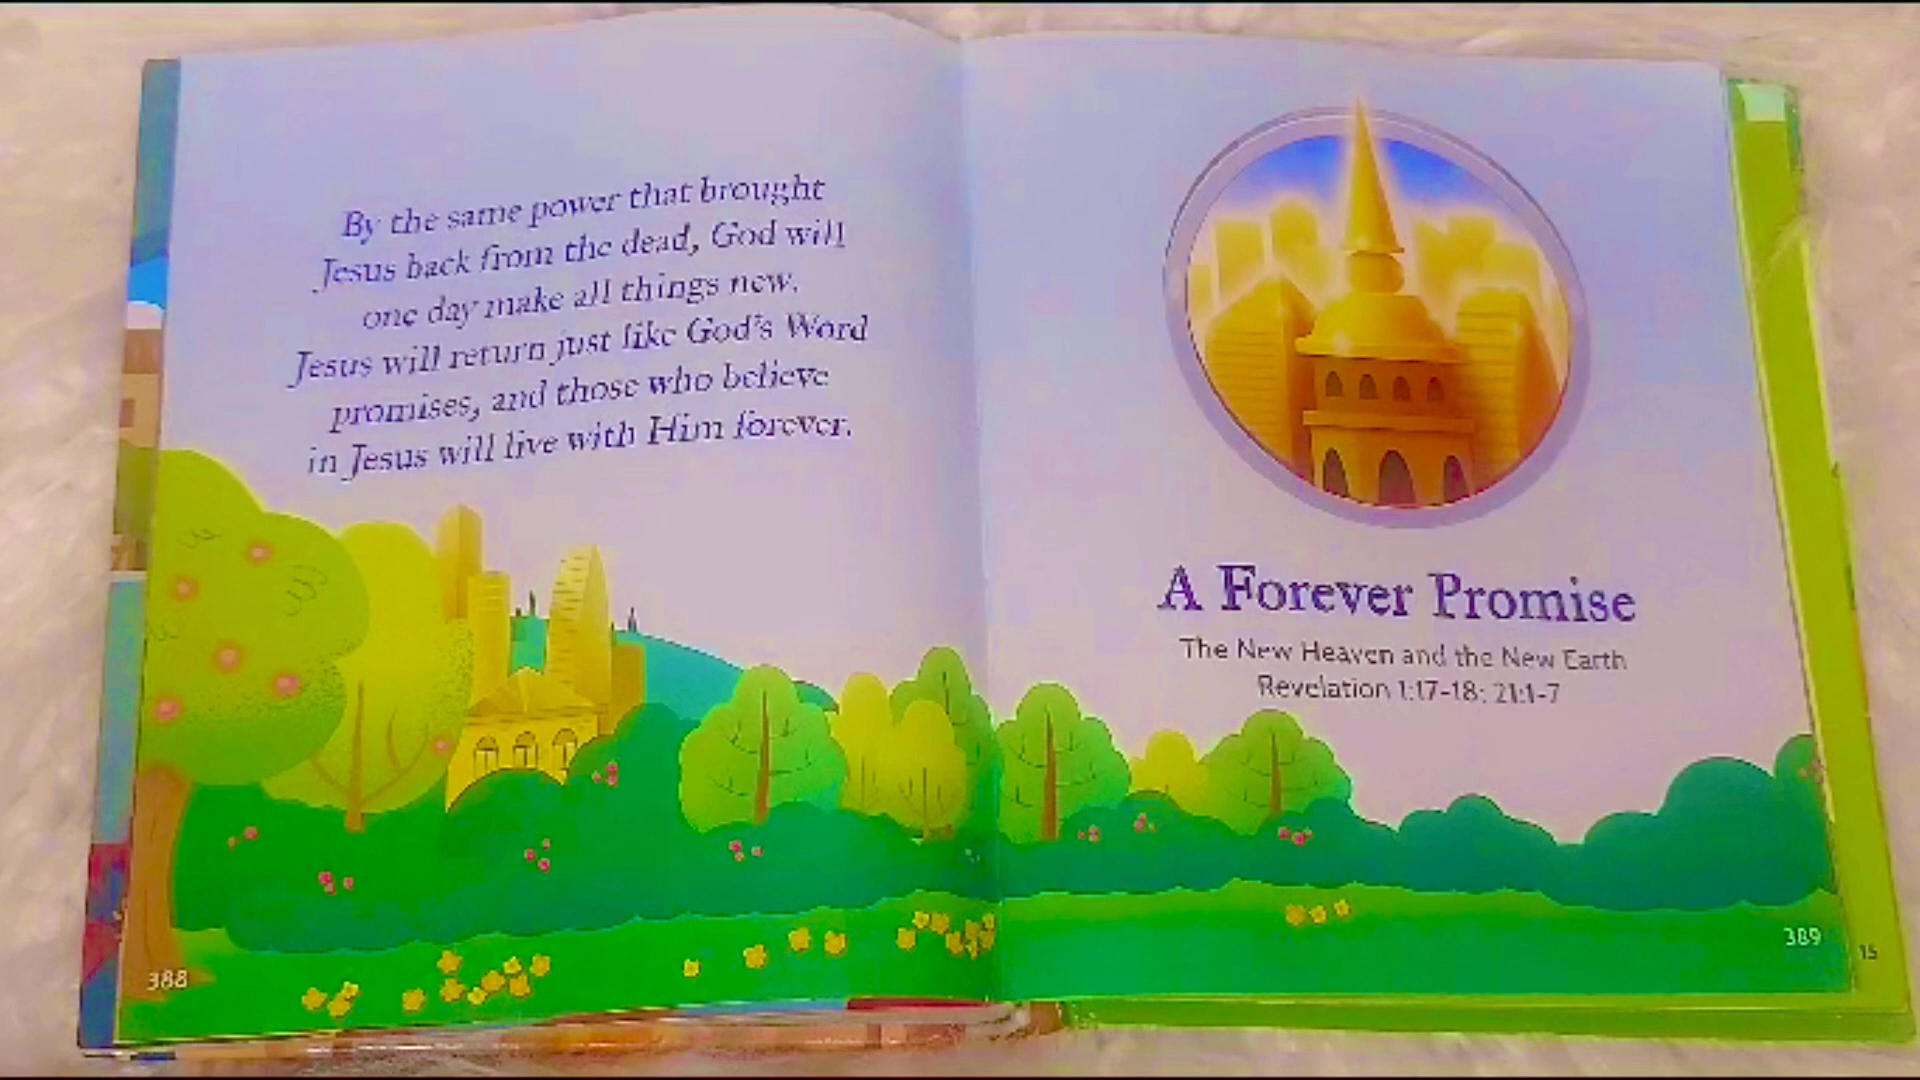 By the same power that brought
Jesus back from the dead, God will
one day make all things new.
Jesus will return just like God's Word
promises, and those who believe
in Jesus will live with Him forever.
388
A Forever Promise
The New Heaven and the New Earth
Revelation 1:17-18; 21:1-7
389
15